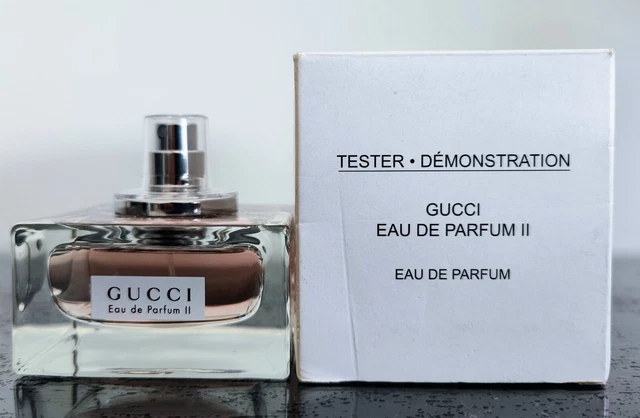 GUCCI
Eau de Parfum II
TESTER • DÉMONSTRATION
GUCCI
EAU DE PARFUM II
EAU DE PARFUM